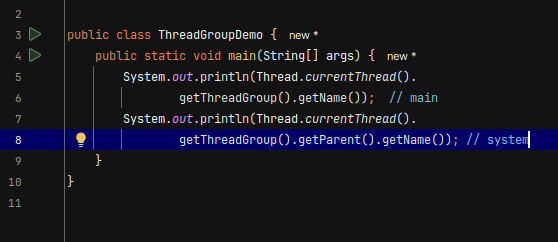 2
3 public class ThreadGroupDemo { new *
4 public static void main(String[] args) { new *
5 System.out.println(Thread.currentThread().
6 getThreadGroup().getName()); // main
7 System.out.println(Thread.currentThread().
8 getThreadGroup().getParent().getName()); // system
9 }
10 }
11